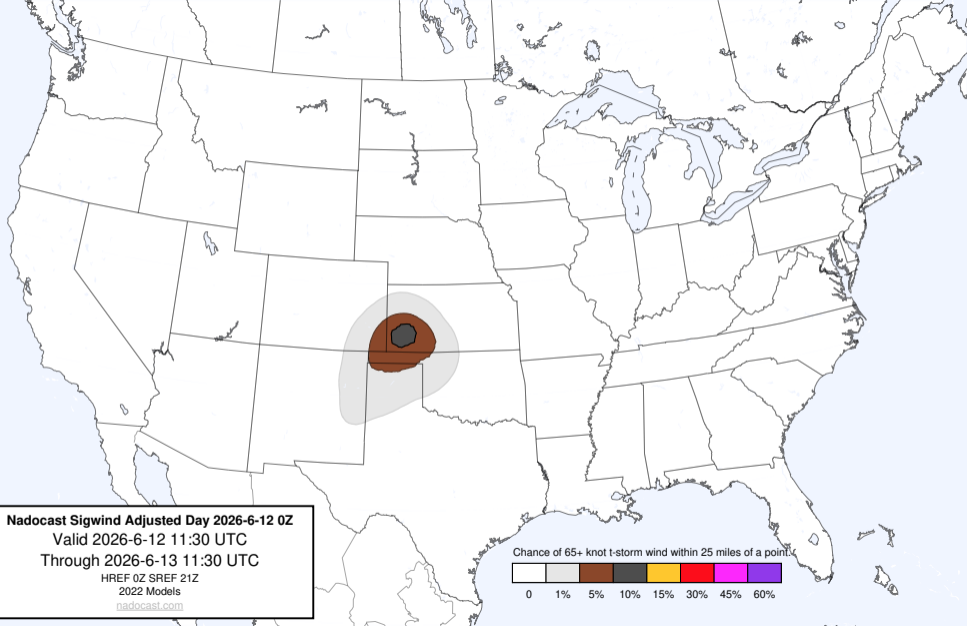 Nadocast Sigwind Adjusted Day 2026-6-12 0Z
Valid 2026-6-12 11:30 UTC
Through 2026-6-13 11:30 UTC
HREF 0Z SREF 21Z
2022 Models
nadocast.com
Chance of 65+ knot t-storm wind within 25 miles of a point.
0 1% 5% 10% 15% 30% 45% 60%